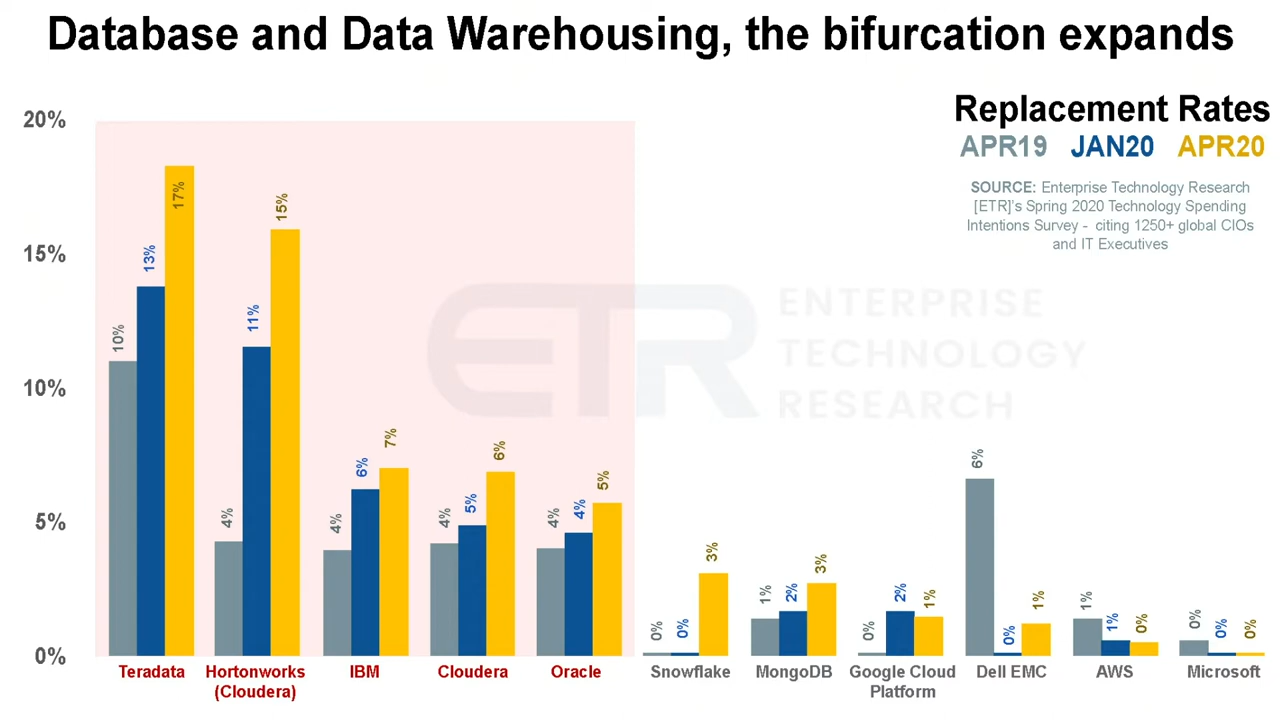 Database and Data Warehousing, the bifurcation expands
Replacement Rates
APR19 JAN20 APR20
SOURCE: Enterprise Technology Research
[ETR]'s Spring 2020 Technology Spending
Intentions Survey - citing 1250+ global CIOs
and IT Executives
20%
15%
10%
5%
0%
10% 13% 17%
4% 11% 15%
4% 6% 7%
4% 5% 6%
4% 4% 5%
0% 0% 3%
1% 2% 3%
0% 2% 1%
6% 0% 1%
1% 1% 0%
0% 0% 0%
ETR
ENTERPRISE
TECHNOLOGY
RESEARCH
Teradata
Hortonworks
(Cloudera)
IBM
Cloudera
Oracle
Snowflake
MongoDB
Google Cloud
Platform
Dell EMC
AWS
Microsoft